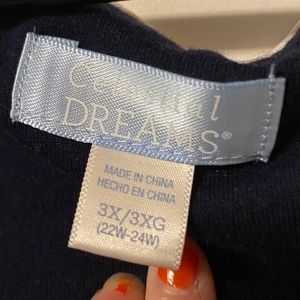 Celestial
DREAMS®
MADE IN CHINA
HECHO EN CHINA
3X/3XG
(22W-24W)